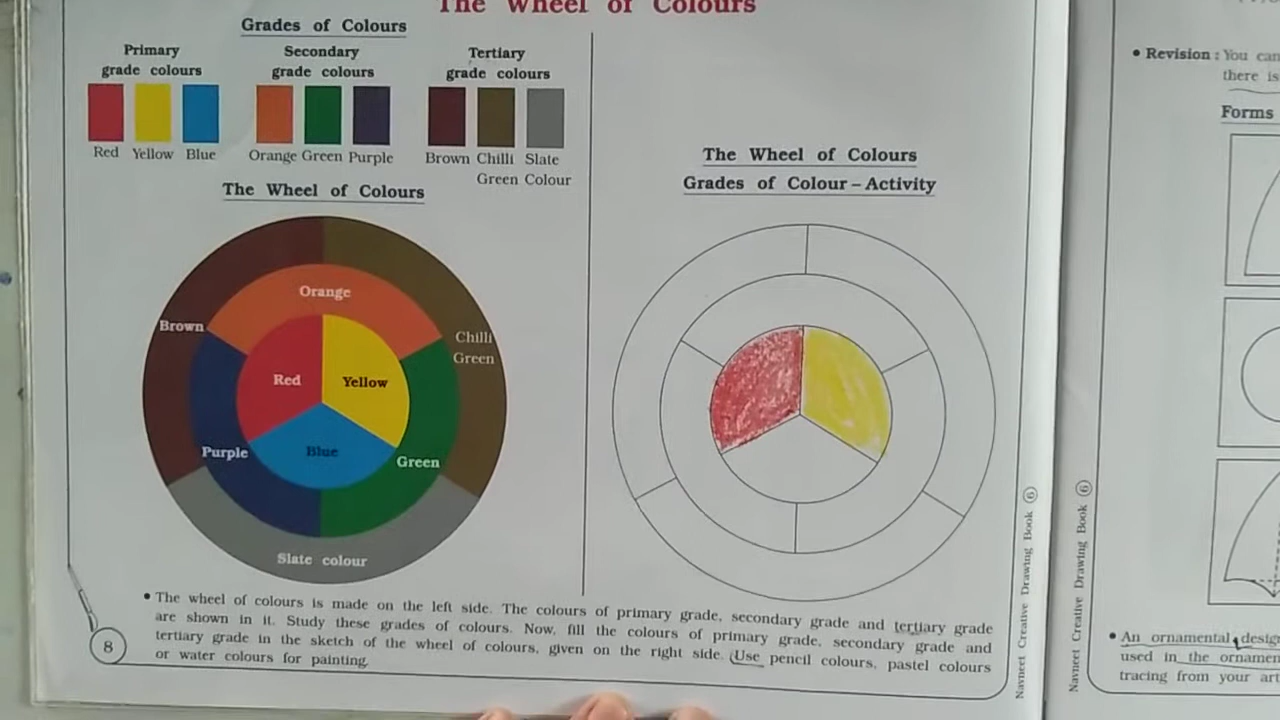 The Wheel of Colours
Grades of Colours
Primary
grade colours
Secondary
grade colours
Tertiary
grade colours
Red Yellow Blue
Orange Green Purple
Brown Chilli Slate
Green Colour
The Wheel of Colours
Orange
Brown
Chilli
Green
Red
Yellow
Blue
Purple
Green
Slate colour
The Wheel of Colours
Grades of Colour – Activity
• The wheel of colours is made on the left side. The colours of primary grade, secondary grade and tertiary grade
are shown in it. Study these grades of colours. Now, fill the colours of primary grade, secondary grade and
tertiary grade in the sketch of the wheel of colours, given on the right side. (Use pencil colours, pastel colours
or water colours for painting.
8
Navneet Creative Drawing Book 6
Navneet Creative Drawing Book 6
• Revision : You can
there is
Forms
• An ornamental
used in the
tracing from your art